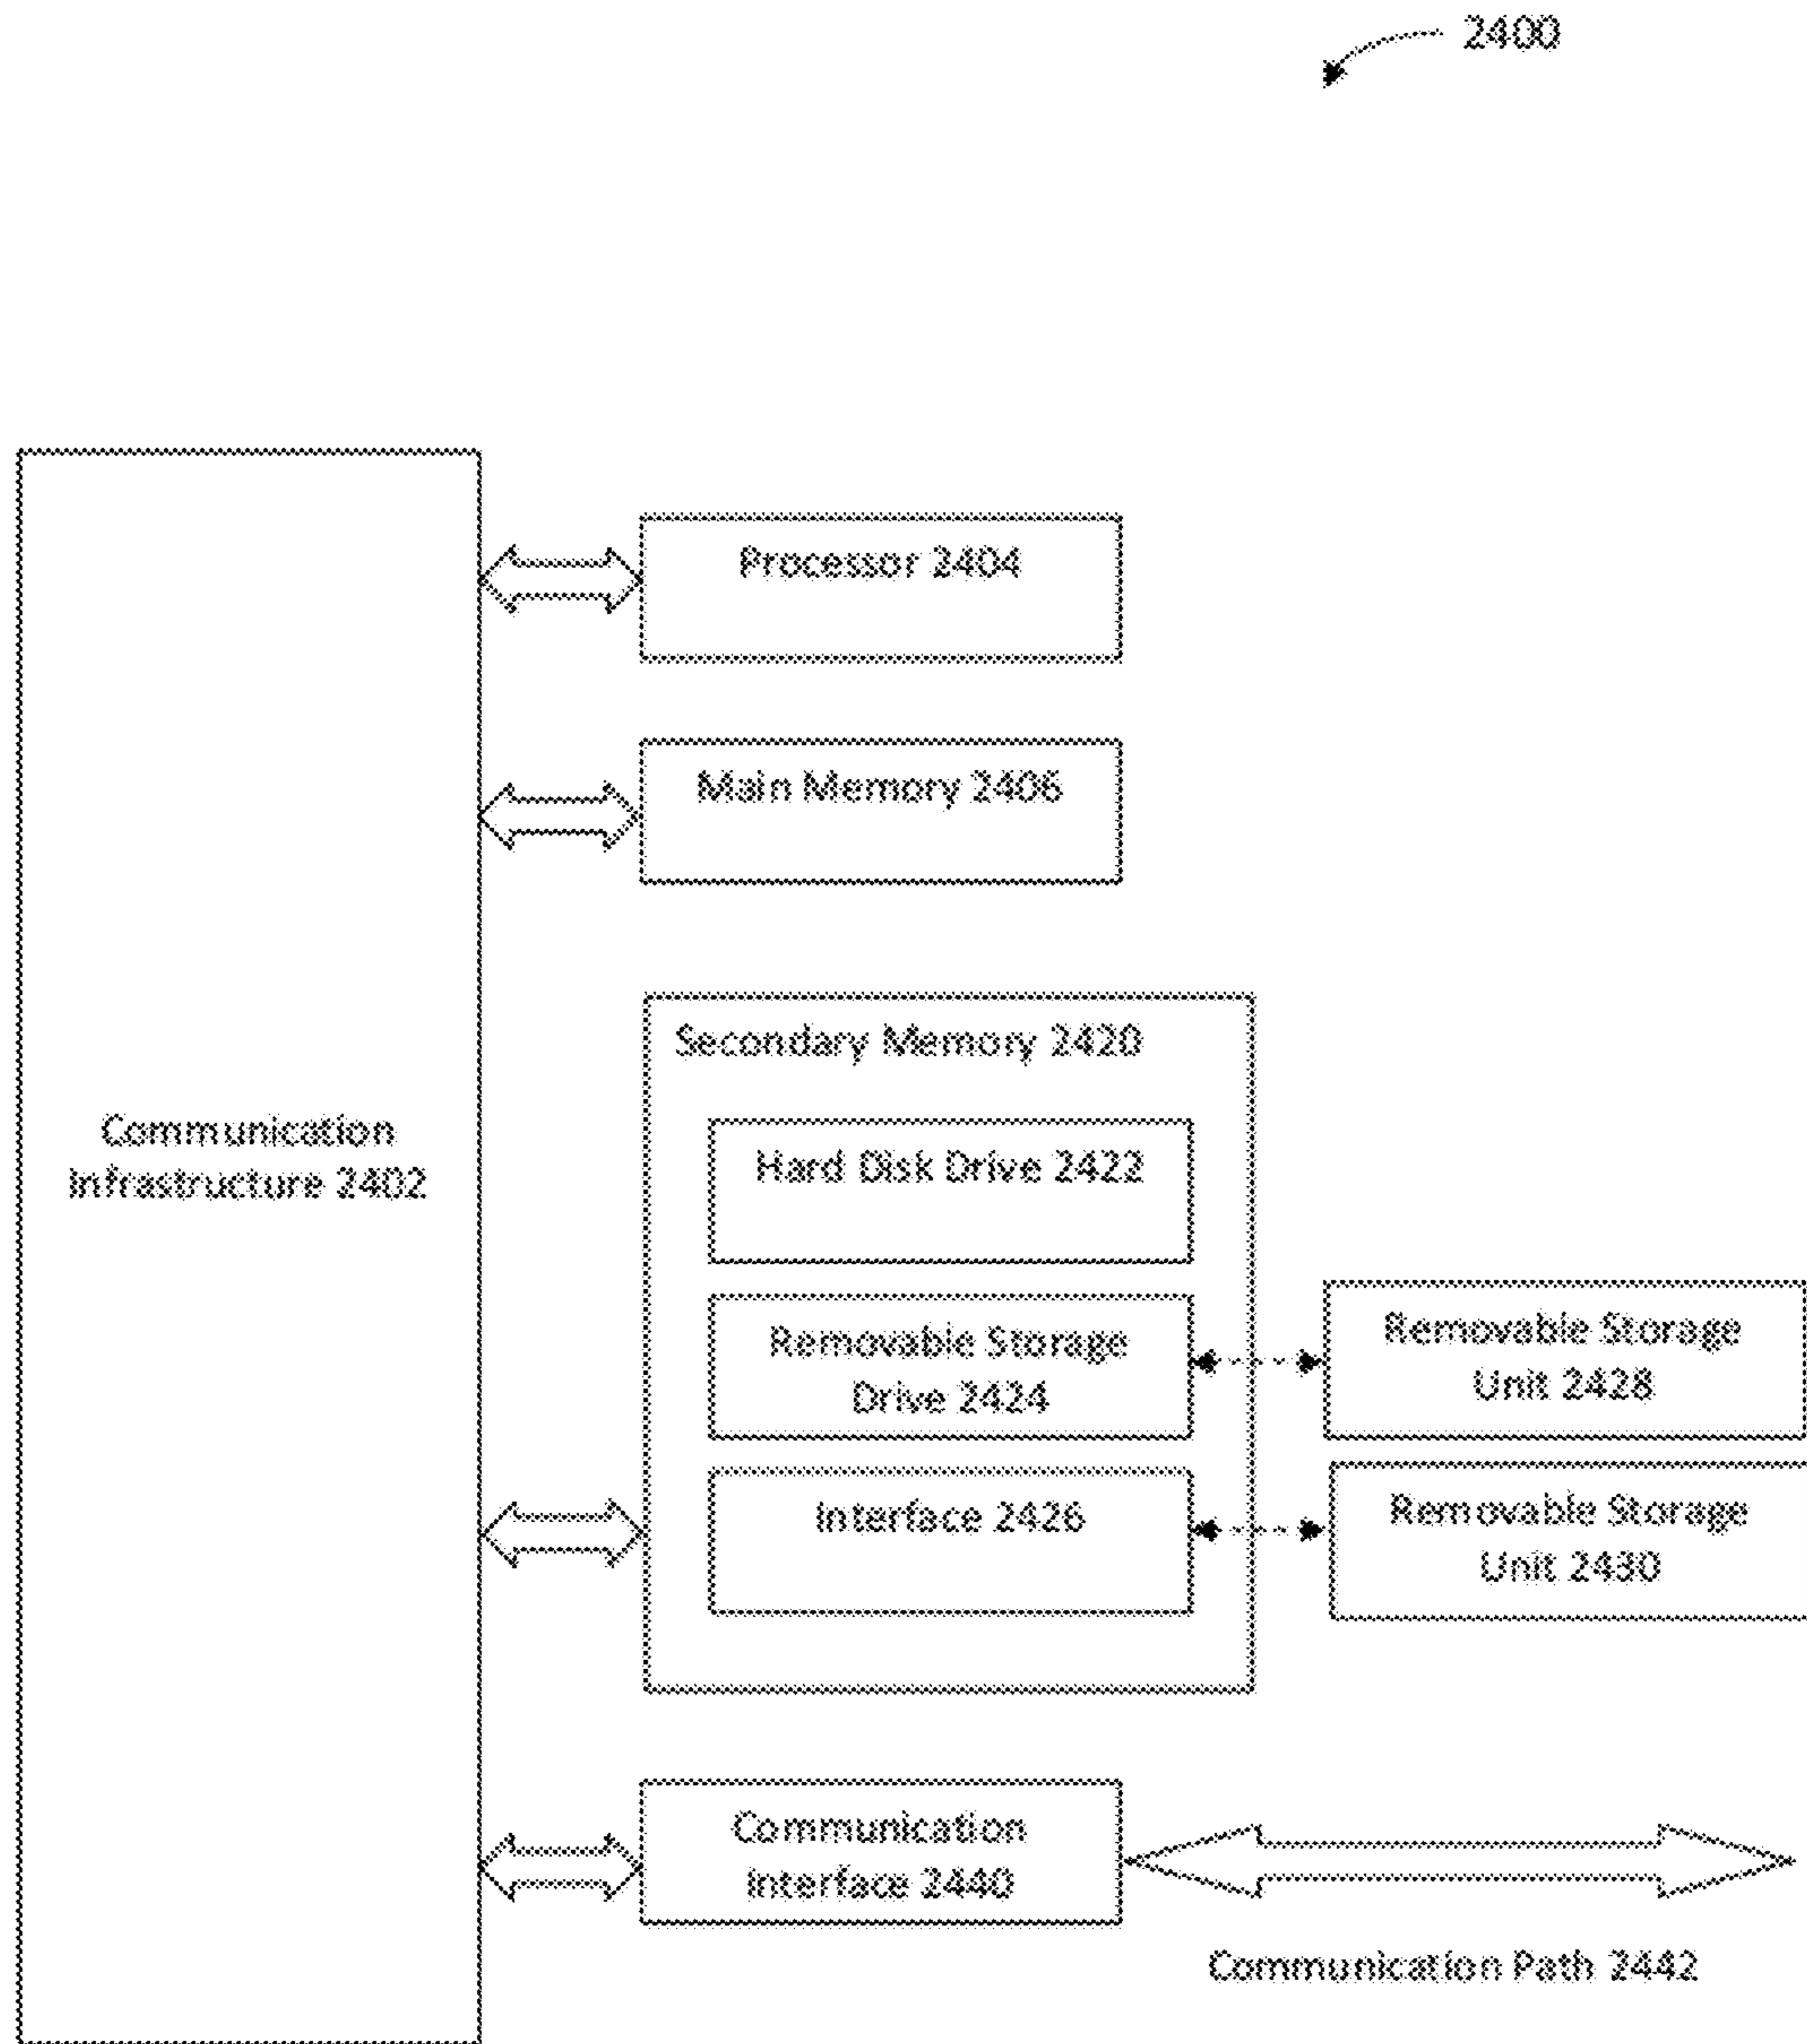 2400
Processor 2404
Main Memory 2406
Secondary Memory 2420
Communication
Infrastructure 2402
Hard Disk Drive 2422
Removable Storage
Drive 2424
Removable Storage
Unit 2428
Interface 2426
Removable Storage
Unit 2430
Communication
Interface 2440
Communication Path 2442